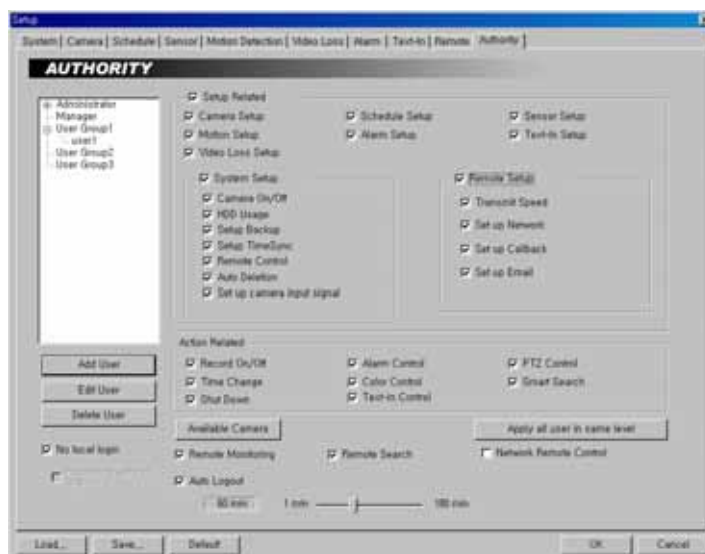 Setup
System | Camera | Schedule | Sensor | Motion Detection | Video Loss | Alarm | Text-In | Remote | Authority
AUTHORITY
Administrator
Manager
User Group1
user1
User Group2
User Group3
Setup Related
Camera Setup
Schedule Setup
Sensor Setup
Motion Setup
Alarm Setup
Text-In Setup
Video Loss Setup
System Setup
Camera On/Off
HDD Usage
Setup Backup
Setup TimeSync
Remote Control
Auto Deletion
Set up camera input signal
Remote Setup
Transmit Speed
Set up Network
Set up Callback
Set up Email
Add User
Edit User
Delete User
Action Related
Record On/Off
Alarm Control
PTZ Control
Time Change
Color Control
Smart Search
Shut Down
Text-In Control
Available Camera
Apply all user in same level
No local login
Remote Monitoring
Remote Search
Network Remote Control
Auto Logout
60 min
1 min
180 min
Load...
Save...
Default
OK
Cancel